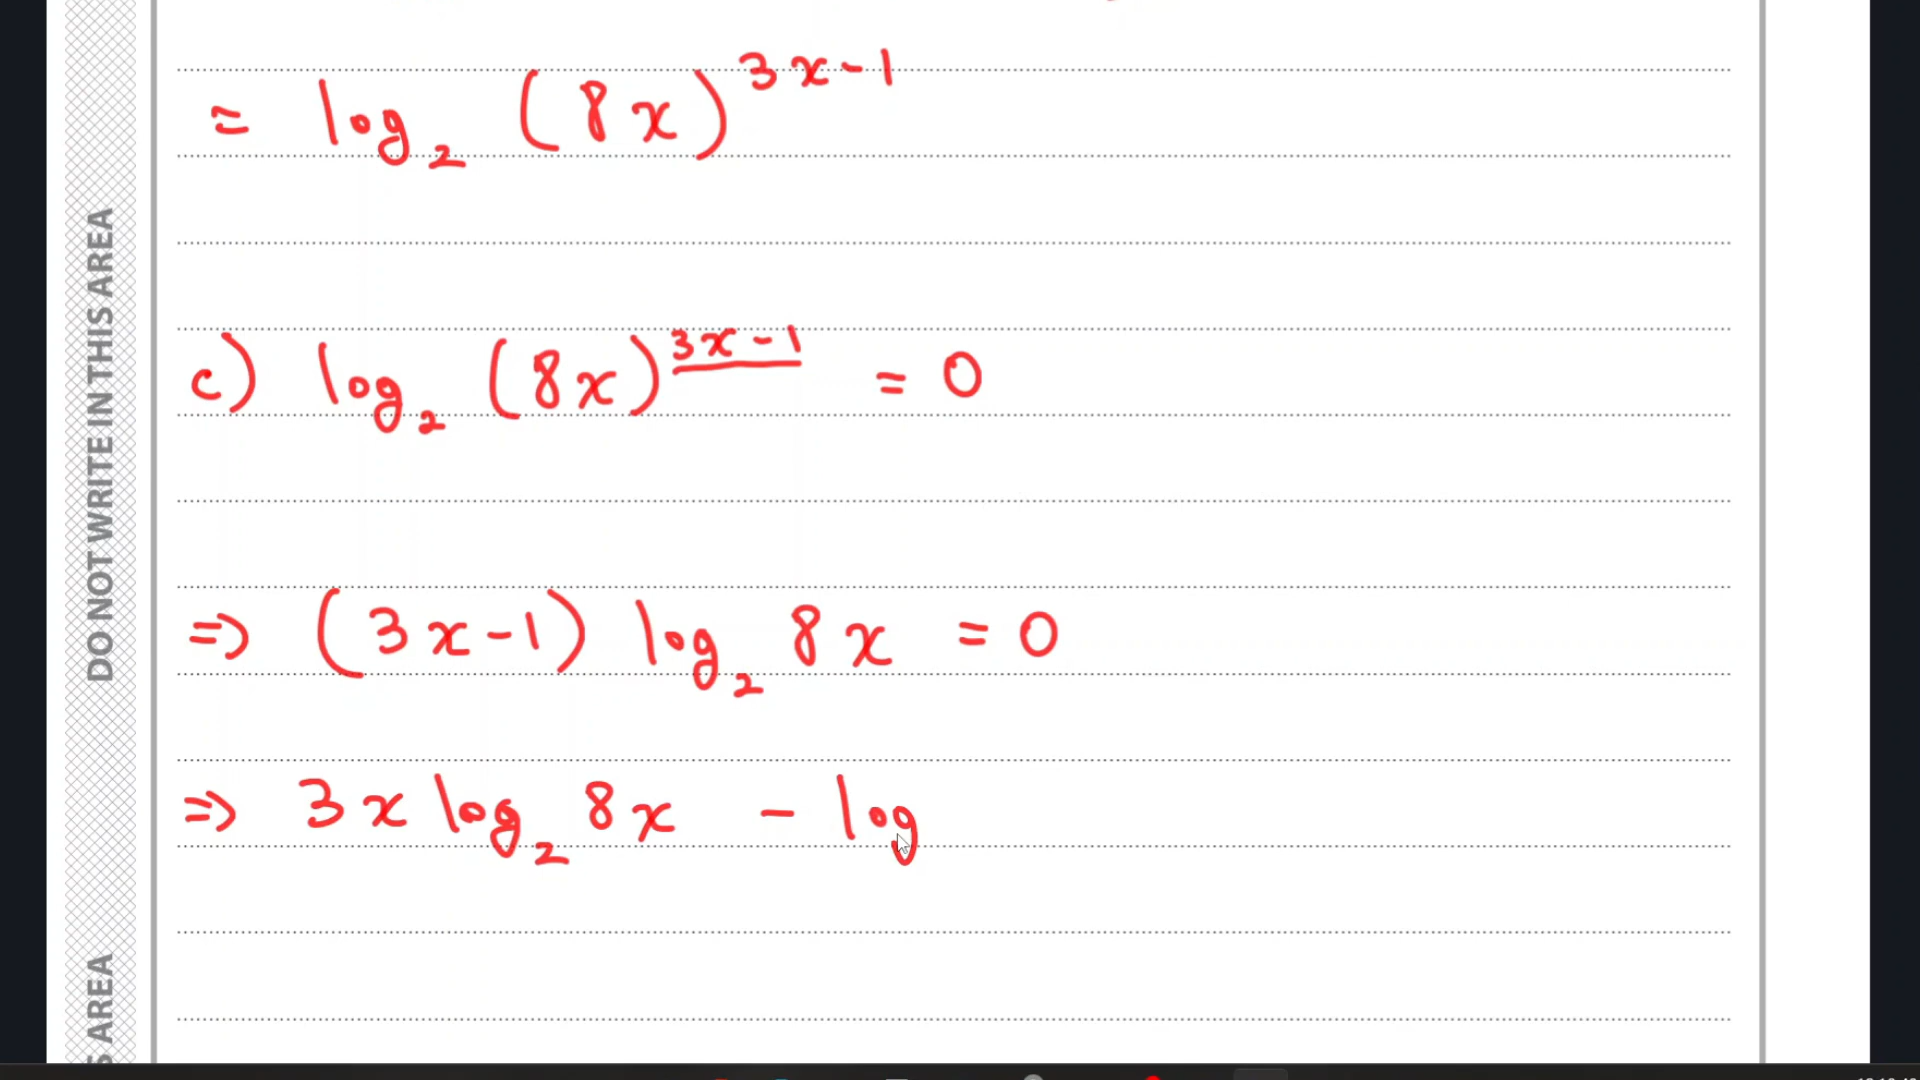 = log₂ (8x)^(3x-1)
c) log₂ (8x)^(3x-1) = 0
=> (3x-1) log₂ 8x = 0
=> 3x log₂ 8x - log
DO NOT WRITE IN THIS AREA
S AREA